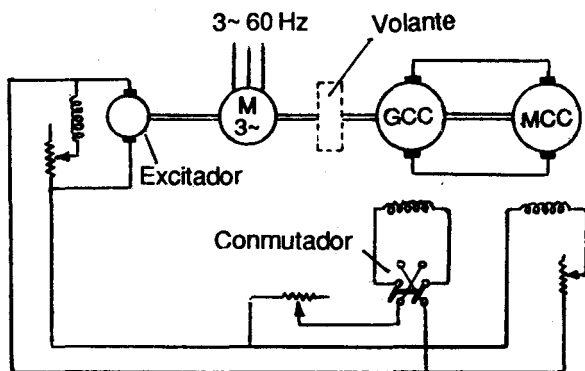 3~ 60 Hz
Volante
M
3~
GCC
MCC
Excitador
Conmutador